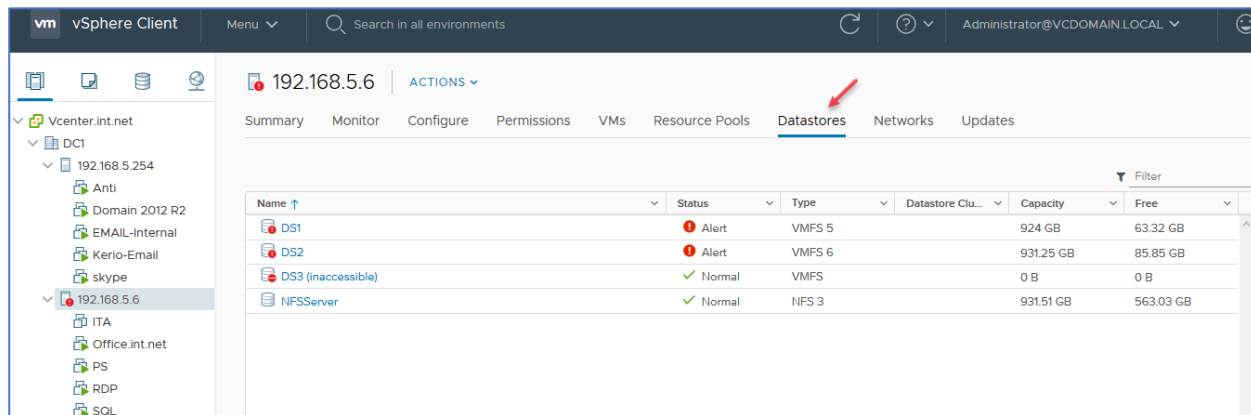 vm vSphere Client Menu Search in all environments Administrator@VCDOMAIN.LOCAL
192.168.5.6 ACTIONS
Summary Monitor Configure Permissions VMs Resource Pools Datastores Networks Updates
Vcenter.int.net
DC1
192.168.5.254
Anti
Domain 2012 R2
EMAIL-Internal
Kerio-Email
skype
192.168.5.6
ITA
Office.int.net
PS
RDP
SQL
Filter
Name Status Type Datastore Clu... Capacity Free
DS1 Alert VMFS 5 924 GB 63.32 GB
DS2 Alert VMFS 6 931.25 GB 85.85 GB
DS3 (inaccessible) Normal VMFS 0 B 0 B
NFSServer Normal NFS 3 931.51 GB 563.03 GB